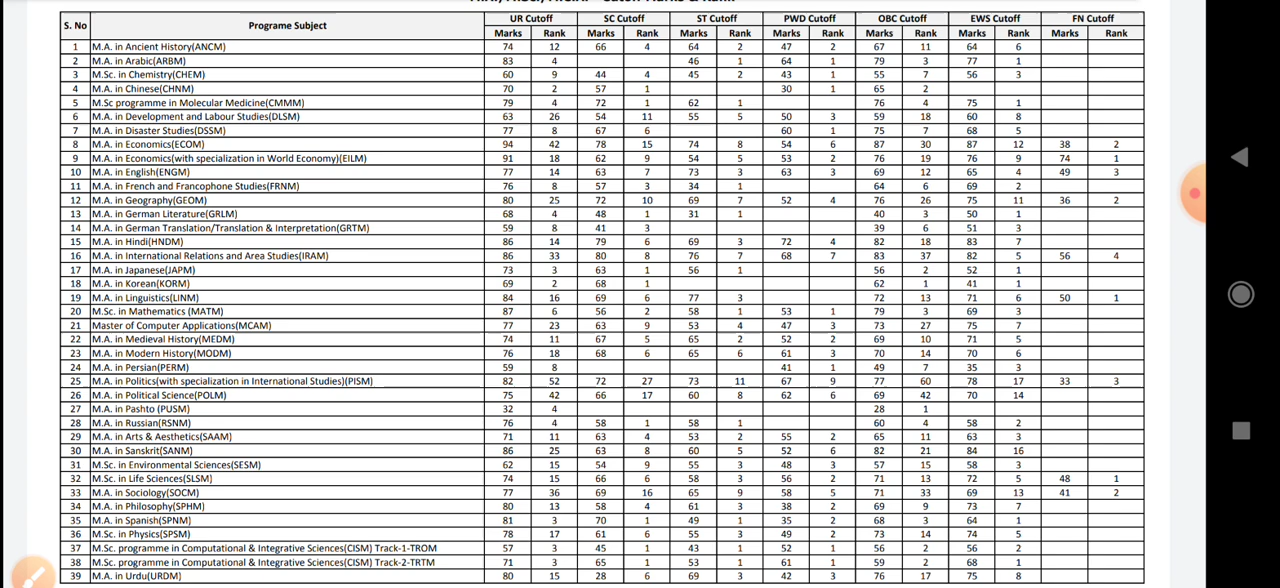 S. No Programe Subject UR Cutoff SC Cutoff ST Cutoff PWD Cutoff OBC Cutoff EWS Cutoff FN Cutoff
Marks Rank Marks Rank Marks Rank Marks Rank Marks Rank Marks Rank Marks Rank
1 M.A. in Ancient History(ANCM) 74 12 66 4 64 2 47 2 67 11 64 6
2 M.A. in Arabic(ARBM) 83 4 46 1 64 1 79 3 77 1
3 M.Sc. in Chemistry(CHEM) 60 9 44 4 45 2 43 1 55 7 56 3
4 M.A. in Chinese(CHNM) 70 2 57 1 30 1 65 2
5 M.Sc programme in Molecular Medicine(CMMM) 79 4 72 1 62 1 76 4 75 1
6 M.A. in Development and Labour Studies(DLSM) 63 26 54 11 55 5 50 3 59 18 60 8
7 M.A. in Disaster Studies(DSSM) 77 8 67 6 60 1 75 7 68 5
8 M.A. in Economics(ECOM) 94 42 78 15 74 8 54 6 87 30 87 12 38 2
9 M.A. in Economics(with specialization in World Economy)(EILM) 91 18 62 9 54 5 53 2 76 19 76 9 74 1
10 M.A. in English(ENGM) 77 14 63 7 73 3 63 3 69 12 65 4 49 3
11 M.A. in French and Francophone Studies(FRNM) 76 8 57 3 34 1 64 6 69 2
12 M.A. in Geography(GEOM) 80 25 72 10 69 7 52 4 76 26 75 11 36 2
13 M.A. in German Literature(GRLM) 68 4 48 1 31 1 40 3 50 1
14 M.A. in German Translation/Translation & Interpretation(GRTM) 59 8 41 3 39 6 51 3
15 M.A. in Hindi(HNDM) 86 14 79 6 69 3 72 4 82 18 83 7
16 M.A. in International Relations and Area Studies(IRAM) 86 33 80 8 76 7 68 7 83 37 82 5 56 4
17 M.A. in Japanese(JAPM) 73 3 63 1 56 1 56 2 52 1
18 M.A. in Korean(KORM) 69 2 68 1 62 1 41 1
19 M.A. in Linguistics(LINM) 84 16 69 6 77 3 72 13 71 6 50 1
20 M.Sc. in Mathematics (MATM) 87 6 56 2 58 1 53 1 79 3 69 3
21 Master of Computer Applications(MCAM) 77 23 63 9 53 4 47 3 73 27 75 7
22 M.A. in Medieval History(MEDM) 74 11 67 5 65 2 52 2 69 10 71 5
23 M.A. in Modern History(MODM) 76 18 68 6 65 6 61 3 70 14 70 6
24 M.A. in Persian(PERM) 59 8 41 1 49 7 35 3
25 M.A. in Politics(with specialization in International Studies)(PISM) 82 52 72 27 73 11 67 9 77 60 78 17 33 3
26 M.A. in Political Science(POLM) 75 42 66 17 60 8 62 6 69 42 70 14
27 M.A. in Pashto (PUSM) 32 4 28 1
28 M.A. in Russian(RSNM) 76 4 58 1 58 1 60 4 58 2
29 M.A. in Arts & Aesthetics(SAAM) 71 11 63 4 53 2 55 2 65 11 63 3
30 M.A. in Sanskrit(SANM) 86 25 63 8 60 5 52 6 82 21 84 16
31 M.Sc. in Environmental Sciences(SESM) 62 15 54 9 55 3 48 3 57 15 58 3
32 M.Sc. in Life Sciences(SLSM) 74 15 66 6 58 3 56 2 71 13 72 5 48 1
33 M.A. in Sociology(SOCM) 77 36 69 16 65 9 58 5 71 33 69 13 41 2
34 M.A. in Philosophy(SPHM) 80 13 58 4 61 3 38 2 69 9 73 7
35 M.A. in Spanish(SPNM) 81 3 70 1 49 1 35 2 68 3 64 1
36 M.Sc. in Physics(SPSM) 78 17 61 6 55 3 49 2 73 14 74 5
37 M.Sc. programme in Computational & Integrative Sciences(CISM) Track-1-TROM 57 3 45 1 43 1 52 1 56 2 56 2
38 M.Sc. programme in Computational & Integrative Sciences(CISM) Track-2-TRTM 71 3 65 1 53 1 61 1 59 2 68 1
39 M.A. in Urdu(URDM) 80 15 28 6 69 3 42 3 76 17 75 8